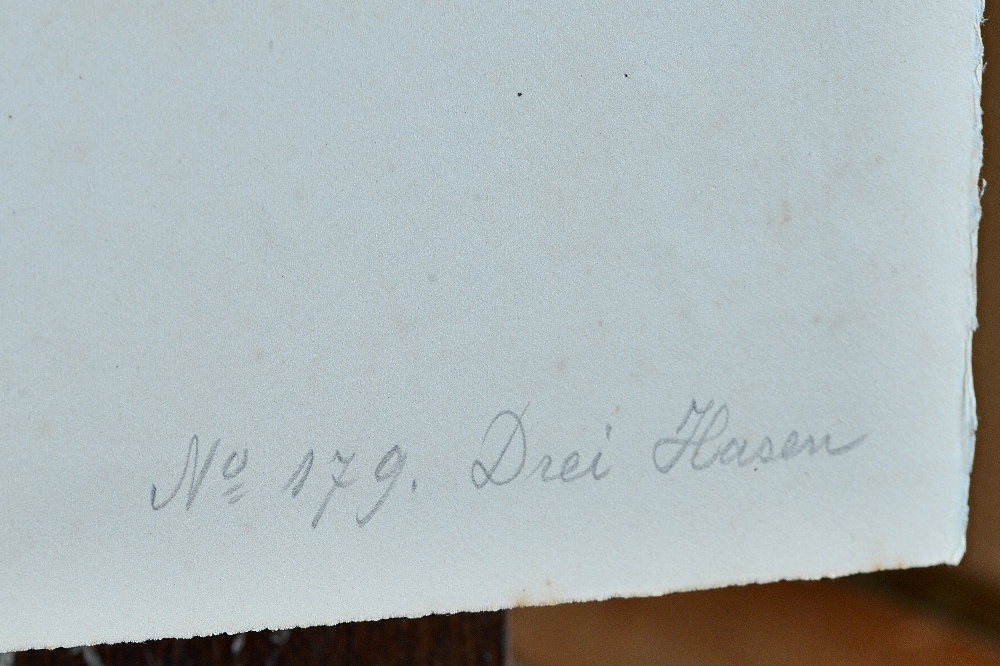 Nº 179. Drei Hasen